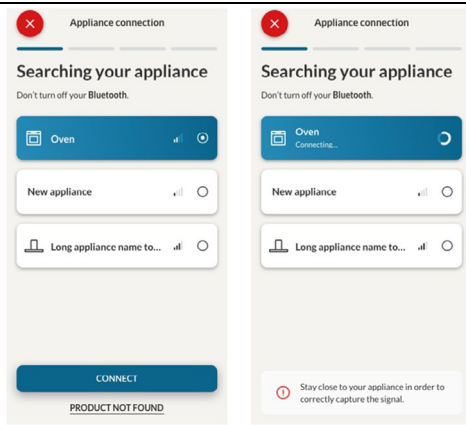 Appliance connection
Searching your appliance
Don't turn off your Bluetooth.
Oven
New appliance
Long appliance name to...
CONNECT
PRODUCT NOT FOUND
Appliance connection
Searching your appliance
Don't turn off your Bluetooth.
Oven
Connecting...
New appliance
Long appliance name to...
Stay close to your appliance in order to
correctly capture the signal.